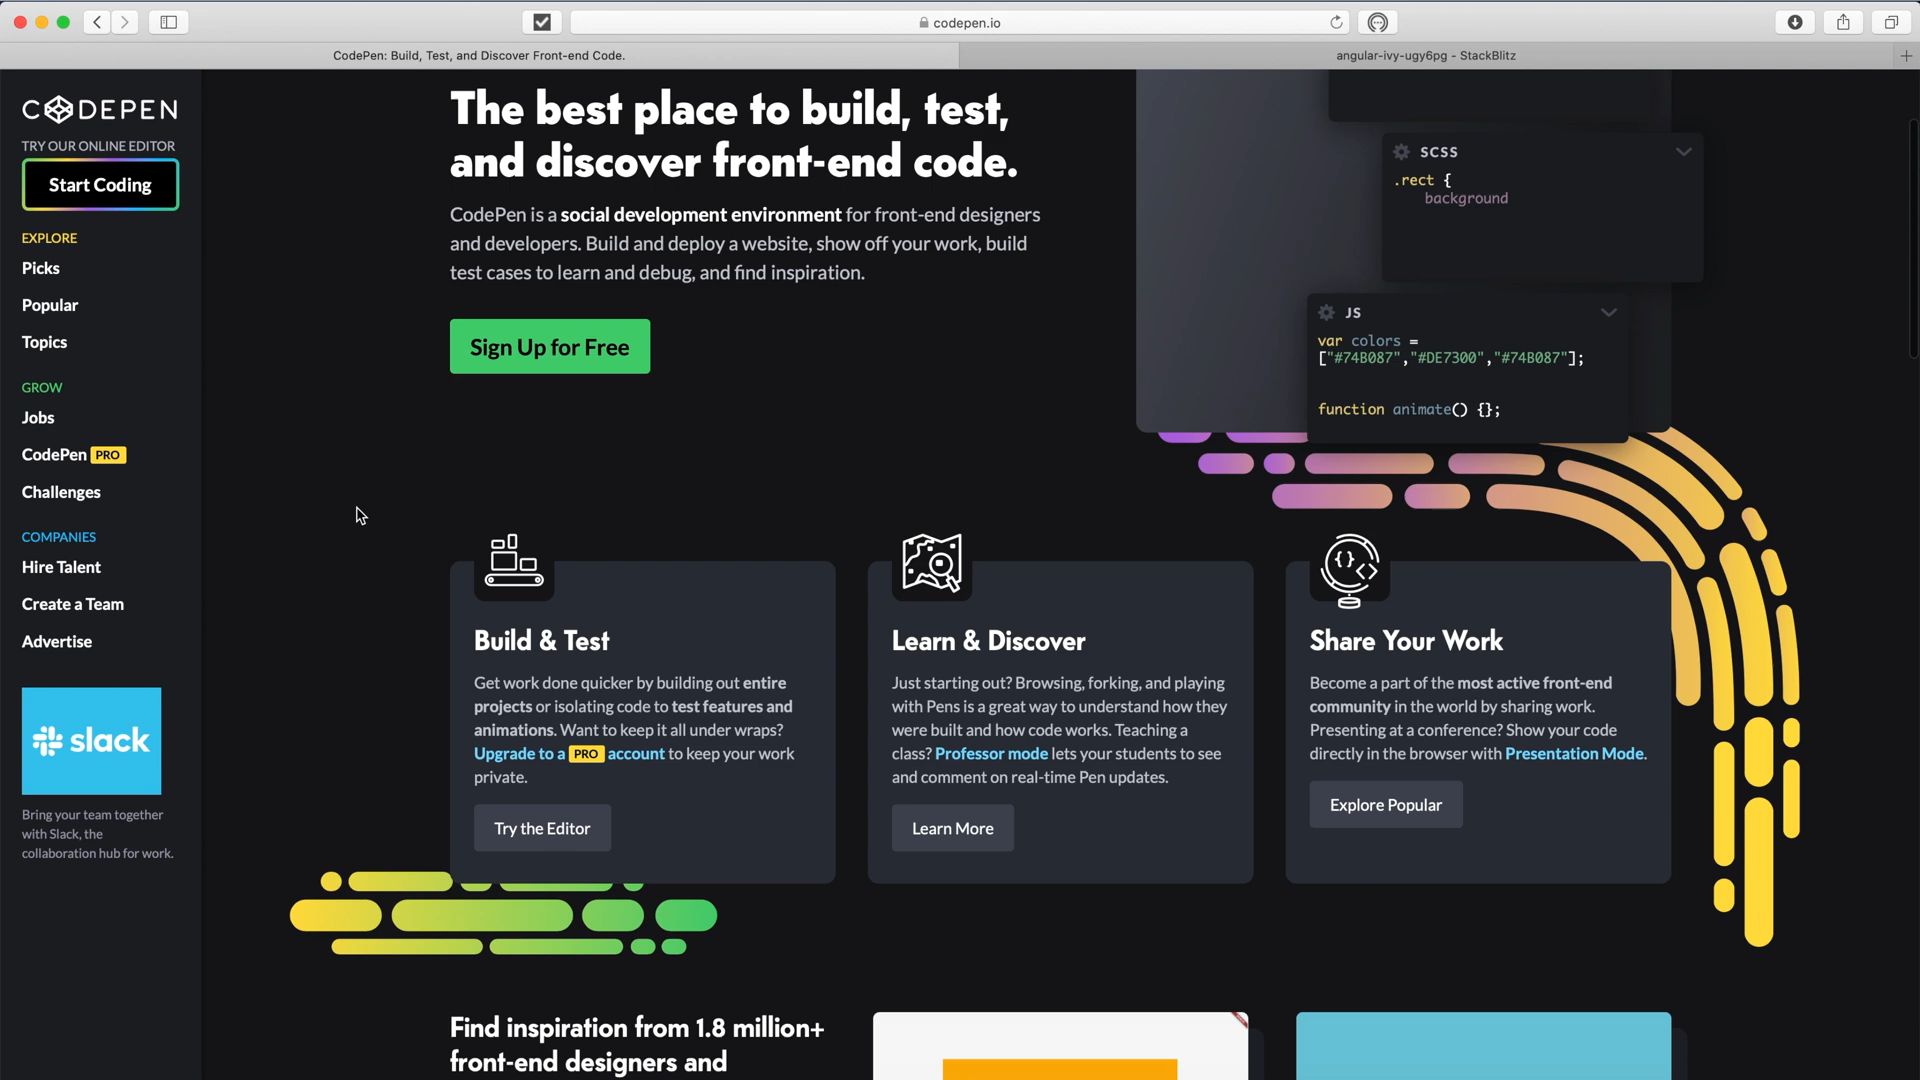 codepen.io
CodePen: Build, Test, and Discover Front-end Code.
angular-ivy-ugy6pg - StackBlitz
CODEPEN
TRY OUR ONLINE EDITOR
Start Coding
EXPLORE
Picks
Popular
Topics
GROW
Jobs
CodePen PRO
Challenges
COMPANIES
Hire Talent
Create a Team
Advertise
slack
Bring your team together
with Slack, the
collaboration hub for work.
The best place to build, test,
and discover front-end code.
CodePen is a social development environment for front-end designers
and developers. Build and deploy a website, show off your work, build
test cases to learn and debug, and find inspiration.
Sign Up for Free
SCSS
.rect {
background
JS
var colors =
["#74B087","#DE7300","#74B087"];
function animate() {};
Build & Test
Get work done quicker by building out entire
projects or isolating code to test features and
animations. Want to keep it all under wraps?
Upgrade to a PRO account to keep your work
private.
Try the Editor
Learn & Discover
Just starting out? Browsing, forking, and playing
with Pens is a great way to understand how they
were built and how code works. Teaching a
class? Professor mode lets your students to see
and comment on real-time Pen updates.
Learn More
Share Your Work
Become a part of the most active front-end
community in the world by sharing work.
Presenting at a conference? Show your code
directly in the browser with Presentation Mode.
Explore Popular
Find inspiration from 1.8 million+
front-end designers and